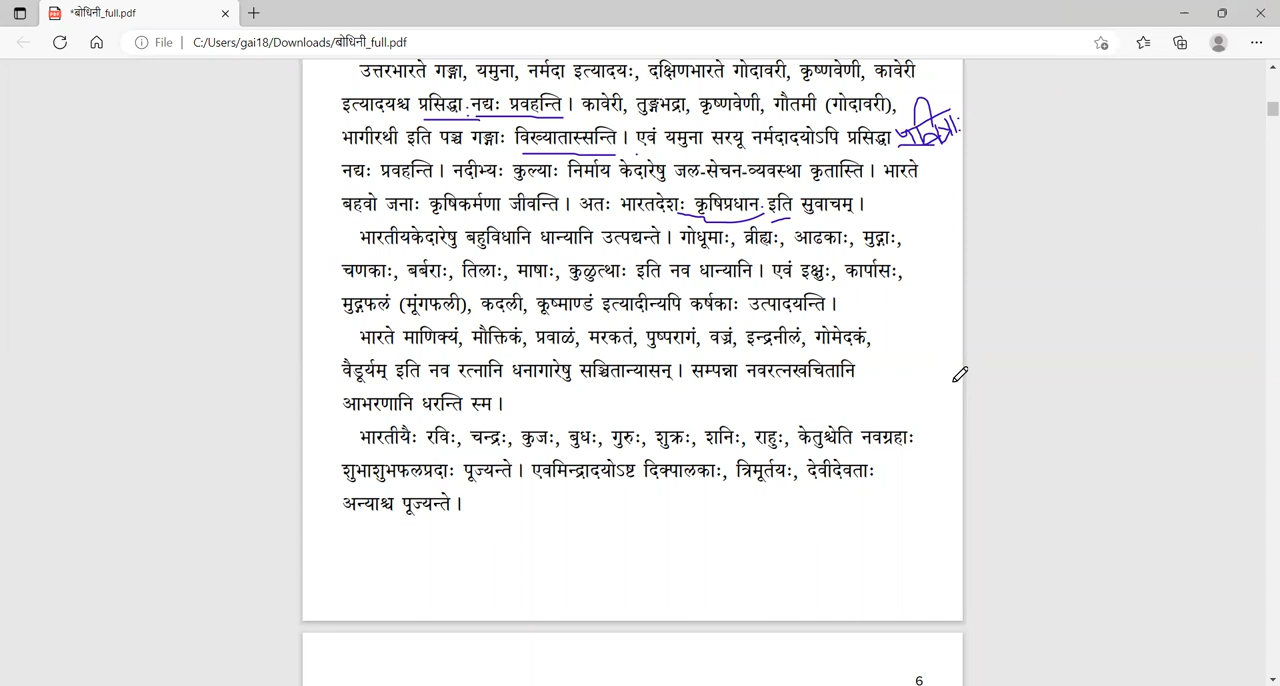 *बोधिनी_full.pdf
File C:/Users/gai18/Downloads/बोधिनी_full.pdf
उत्तरभारते गङ्गा, यमुना, नर्मदा इत्यादयः, दक्षिणभारते गोदावरी, कृष्णवेणी, कावेरी
इत्यादयश्च प्रसिद्धा नद्यः प्रवहन्ति । कावेरी, तुङ्गभद्रा, कृष्णवेणी, गौतमी (गोदावरी),
भागीरथी इति पञ्च गङ्गाः विख्यातास्सन्ति । एवं यमुना सरयू नर्मदादयोऽपि प्रसिद्धा
नद्यः प्रवहन्ति । नदीभ्यः कुल्याः निर्माय केदारेषु जल-सेचन-व्यवस्था कृतास्ति । भारते
बहवो जनाः कृषिकर्मणा जीवन्ति । अतः भारतदेशः कृषिप्रधान इति सुवाचम् ।
भारतीयकेदारेषु बहुविधानि धान्यानि उत्पद्यन्ते । गोधूमाः, व्रीह्यः, आढकाः, मुद्गाः,
चणकाः, बर्बराः, तिलाः, माषाः, कुळुत्थाः इति नव धान्यानि । एवं इक्षुः, कार्पासः,
मुद्गफलं (मूंगफली), कदली, कूष्माण्डं इत्यादीन्यपि कर्षकाः उत्पादयन्ति ।
भारते माणिक्यं, मौक्तिकं, प्रवाळं, मरकतं, पुष्परागं, वज्रं, इन्द्रनीलं, गोमेदकं,
वैडूर्यम् इति नव रत्नानि धनागारेषु सञ्चितान्यासन् । सम्पन्ना नवरत्नखचितानि
आभरणानि धरन्ति स्म ।
भारतीयैः रविः, चन्द्रः, कुजः, बुधः, गुरुः, शुक्रः, शनिः, राहुः, केतुश्चेति नवग्रहाः
शुभाशुभफलप्रदाः पूज्यन्ते । एवमिन्द्रादयोऽष्ट दिक्पालकाः, त्रिमूर्तयः, देवीदेवताः
अन्याश्च पूज्यन्ते ।
6